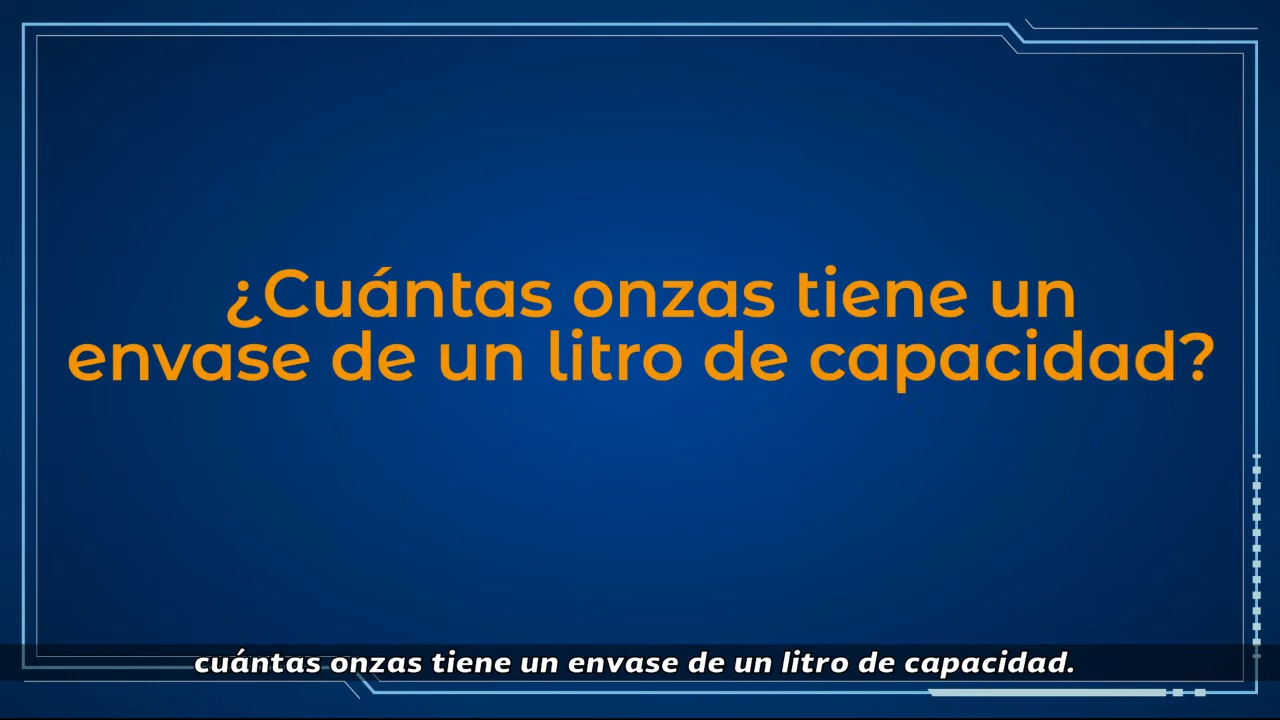 ¿Cuántas onzas tiene un
envase de un litro de capacidad?
cuántas onzas tiene un envase de un litro de capacidad.